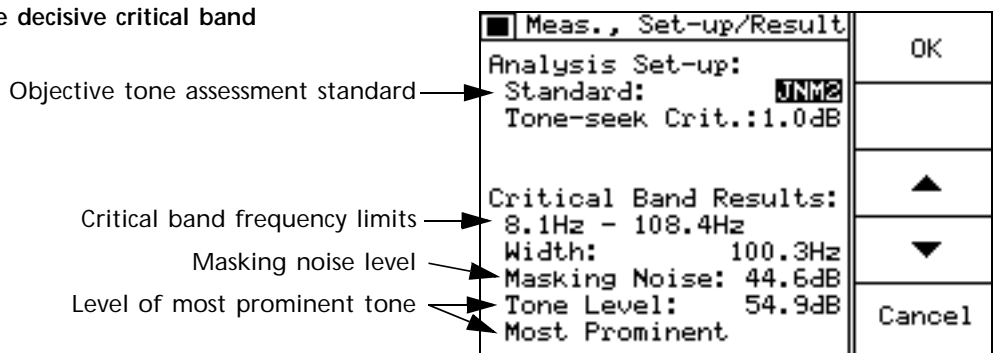 e decisive critical band
Meas., Set-up/Result
OK
Analysis Set-up:
Objective tone assessment standard
Standard: JNM2
Tone-seek Crit.:1.0dB
Critical Band Results:
Critical band frequency limits
8.1Hz - 108.4Hz
Width: 100.3Hz
Masking noise level
Masking Noise: 44.6dB
Level of most prominent tone
Tone Level: 54.9dB
Most Prominent
Cancel